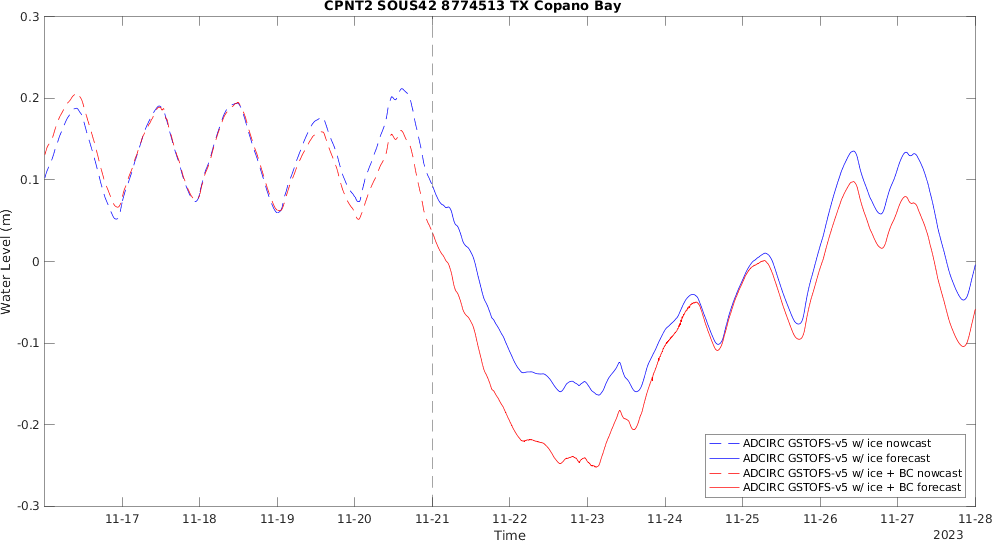 CPNT2 SOUS42 8774513 TX Copano Bay
0.3
0.2
0.1
0
-0.1
-0.2
-0.3
Water Level (m)
ADCIRC GSTOFS-v5 w/ ice nowcast
ADCIRC GSTOFS-v5 w/ ice forecast
ADCIRC GSTOFS-v5 w/ ice + BC nowcast
ADCIRC GSTOFS-v5 w/ ice + BC forecast
11-17 11-18 11-19 11-20 11-21 11-22 11-23 11-24 11-25 11-26 11-27 11-28
Time
2023